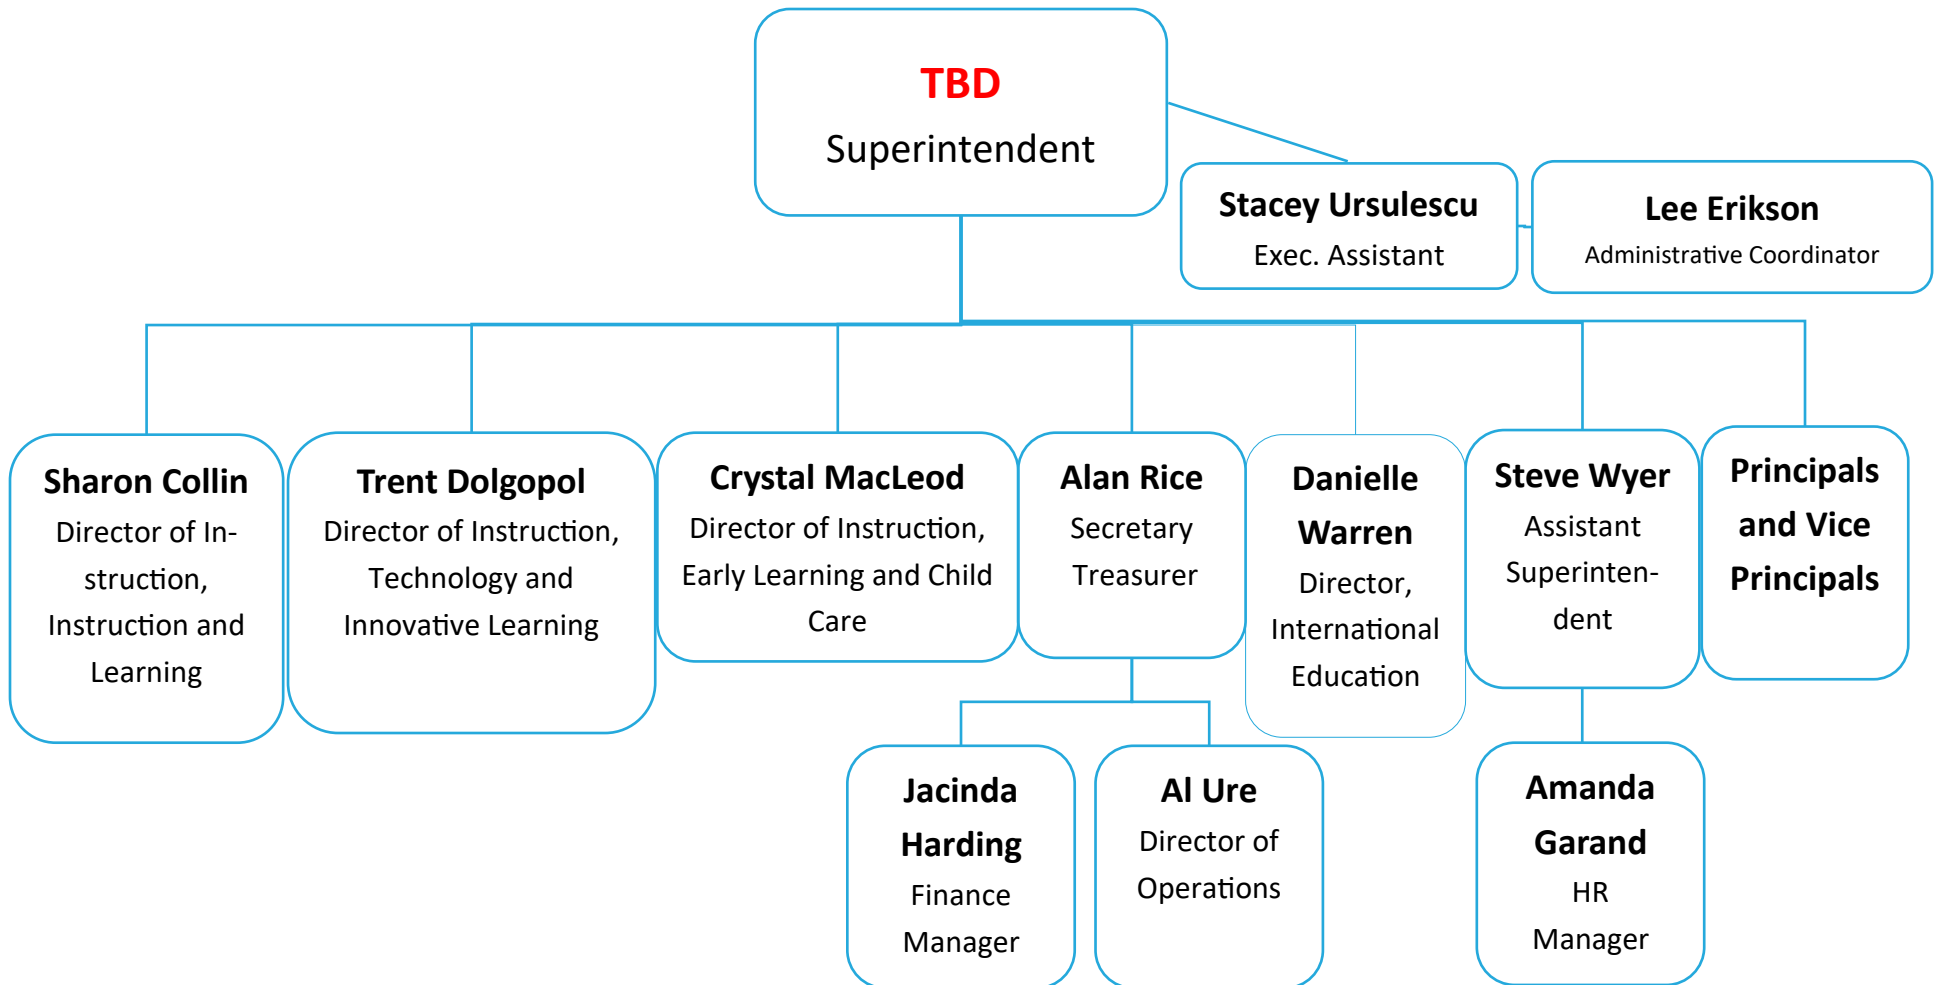 TBD
Superintendent
Stacey Ursulescu
Exec. Assistant
Lee Erikson
Administrative Coordinator
Sharon Collin
Director of In-
struction,
Instruction and
Learning
Trent Dolgopol
Director of Instruction,
Technology and
Innovative Learning
Crystal MacLeod
Director of Instruction,
Early Learning and Child
Care
Alan Rice
Secretary
Treasurer
Danielle
Warren
Director,
International
Education
Steve Wyer
Assistant
Superinten-
dent
Principals
and Vice
Principals
Jacinda
Harding
Finance
Manager
Al Ure
Director of
Operations
Amanda
Garand
HR
Manager